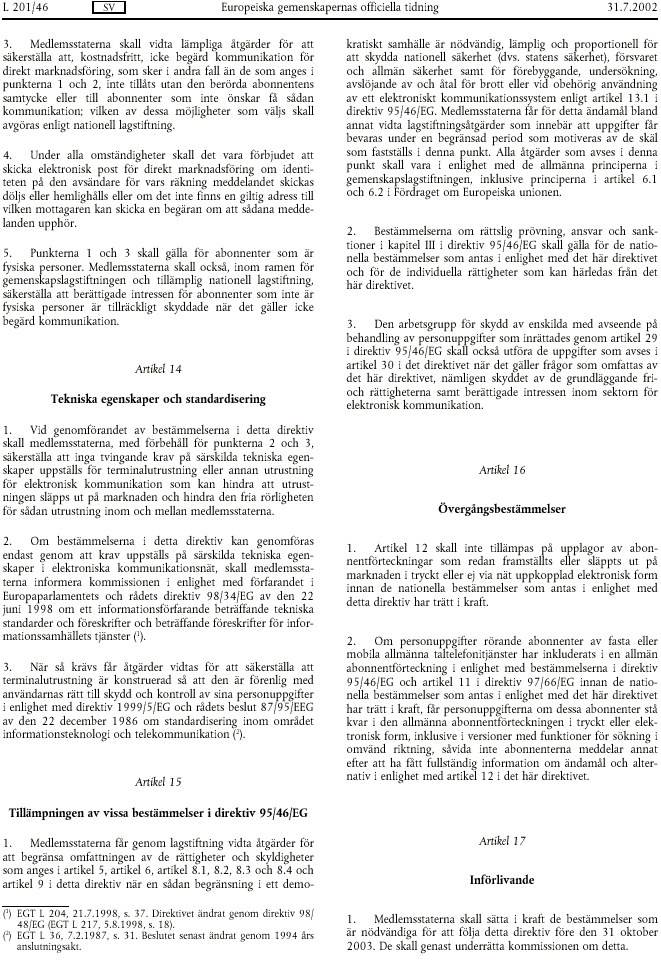 L 201/46
SV
Europeiska gemenskapernas officiella tidning
31.7.2002
3. Medlemsstaterna skall vidta lämpliga åtgärder för att
säkerställa att, kostnadsfritt, icke begärd kommunikation för
direkt marknadsföring, som sker i andra fall än de som anges i
punkterna 1 och 2, inte tillåts utan den berörda abonnentens
samtycke eller till abonnenter som inte önskar få sådan
kommunikation; vilken av dessa möjligheter som väljs skall
avgöras enligt nationell lagstiftning.
4. Under alla omständigheter skall det vara förbjudet att
skicka elektronisk post för direkt marknadsföring om identi-
teten på den avsändare för vars räkning meddelandet skickas
döljs eller hemlighålls eller om det inte finns en giltig adress till
vilken mottagaren kan skicka en begäran om att sådana medde-
landen upphör.
5. Punkterna 1 och 3 skall gälla för abonnenter som är
fysiska personer. Medlemsstaterna skall också, inom ramen för
gemenskapslagstiftningen och tillämplig nationell lagstiftning,
säkerställa att berättigade intressen för abonnenter som inte är
fysiska personer är tillräckligt skyddade när det gäller icke
begärd kommunikation.
Artikel 14
Tekniska egenskaper och standardisering
1. Vid genomförandet av bestämmelserna i detta direktiv
skall medlemsstaterna, med förbehåll för punkterna 2 och 3,
säkerställa att inga tvingande krav på särskilda tekniska egen-
skaper uppställs för terminalutrustning eller annan utrustning
för elektronisk kommunikation som kan hindra att utrust-
ningen släpps ut på marknaden och hindra den fria rörligheten
för sådan utrustning inom och mellan medlemsstaterna.
2. Om bestämmelserna i detta direktiv kan genomföras
endast genom att krav uppställs på särskilda tekniska egen-
skaper i elektroniska kommunikationsnät, skall medlemssta-
terna informera kommissionen i enlighet med förfarandet i
Europaparlamentets och rådets direktiv 98/34/EG av den 22
juni 1998 om ett informationsförfarande beträffande tekniska
standarder och föreskrifter och beträffande föreskrifter för infor-
mationssamhällets tjänster (¹).
3. När så krävs får åtgärder vidtas för att säkerställa att
terminalutrustning är konstruerad så att den är förenlig med
användarnas rätt till skydd och kontroll av sina personuppgifter
i enlighet med direktiv 1999/5/EG och rådets beslut 87/95/EEG
av den 22 december 1986 om standardisering inom området
informationsteknologi och telekommunikation (²).
Artikel 15
Tillämpningen av vissa bestämmelser i direktiv 95/46/EG
1. Medlemsstaterna får genom lagstiftning vidta åtgärder för
att begränsa omfattningen av de rättigheter och skyldigheter
som anges i artikel 5, artikel 6, artikel 8.1, 8.2, 8.3 och 8.4 och
artikel 9 i detta direktiv när en sådan begränsning i ett demo-
(¹) EGT L 204, 21.7.1998, s. 37. Direktivet ändrat genom direktiv 98/
48/EG (EGT L 217, 5.8.1998, s. 18).
(²) EGT L 36, 7.2.1987, s. 31. Beslutet senast ändrat genom 1994 års
anslutningsakt.
kratiskt samhälle är nödvändig, lämplig och proportionell för
att skydda nationell säkerhet (dvs. statens säkerhet), försvaret
och allmän säkerhet samt för förebyggande, undersökning,
avslöjande av och åtal för brott eller vid obehörig användning
av ett elektroniskt kommunikationssystem enligt artikel 13.1 i
direktiv 95/46/EG. Medlemsstaterna får för detta ändamål bland
annat vidta lagstiftningsåtgärder som innebär att uppgifter får
bevaras under en begränsad period som motiveras av de skäl
som fastställs i denna punkt. Alla åtgärder som avses i denna
punkt skall vara i enlighet med de allmänna principerna i
gemenskapslagstiftningen, inklusive principerna i artikel 6.1
och 6.2 i Fördraget om Europeiska unionen.
2. Bestämmelserna om rättslig prövning, ansvar och sank-
tioner i kapitel III i direktiv 95/46/EG skall gälla för de natio-
nella bestämmelser som antas i enlighet med det här direktivet
och för de individuella rättigheter som kan härledas från det
här direktivet.
3. Den arbetsgrupp för skydd av enskilda med avseende på
behandling av personuppgifter som inrättades genom artikel 29
i direktiv 95/46/EG skall också utföra de uppgifter som avses i
artikel 30 i det direktivet när det gäller frågor som omfattas av
det här direktivet, nämligen skyddet av de grundläggande fri-
och rättigheterna samt berättigade intressen inom sektorn för
elektronisk kommunikation.
Artikel 16
Övergångsbestämmelser
1. Artikel 12 skall inte tillämpas på upplagor av abon-
nentförteckningar som redan framställts eller släppts ut på
marknaden i tryckt eller ej via nät uppkopplad elektronisk form
innan de nationella bestämmelser som antas i enlighet med
detta direktiv har trätt i kraft.
2. Om personuppgifter rörande abonnenter av fasta eller
mobila allmänna taltelefonitjänster har inkluderats i en allmän
abonnentförteckning i enlighet med bestämmelserna i direktiv
95/46/EG och artikel 11 i direktiv 97/66/EG innan de natio-
nella bestämmelser som antas i enlighet med det här direktivet
har trätt i kraft, får personuppgifterna om dessa abonnenter stå
kvar i den allmänna abonnentförteckningen i tryckt eller elek-
tronisk form, inklusive i versioner med funktioner för sökning i
omvänd riktning, såvida inte abonnenterna meddelar annat
efter att ha fått fullständig information om ändamål och alter-
nativ i enlighet med artikel 12 i det här direktivet.
Artikel 17
Införlivande
1. Medlemsstaterna skall sätta i kraft de bestämmelser som
är nödvändiga för att följa detta direktiv före den 31 oktober
2003. De skall genast underrätta kommissionen om detta.